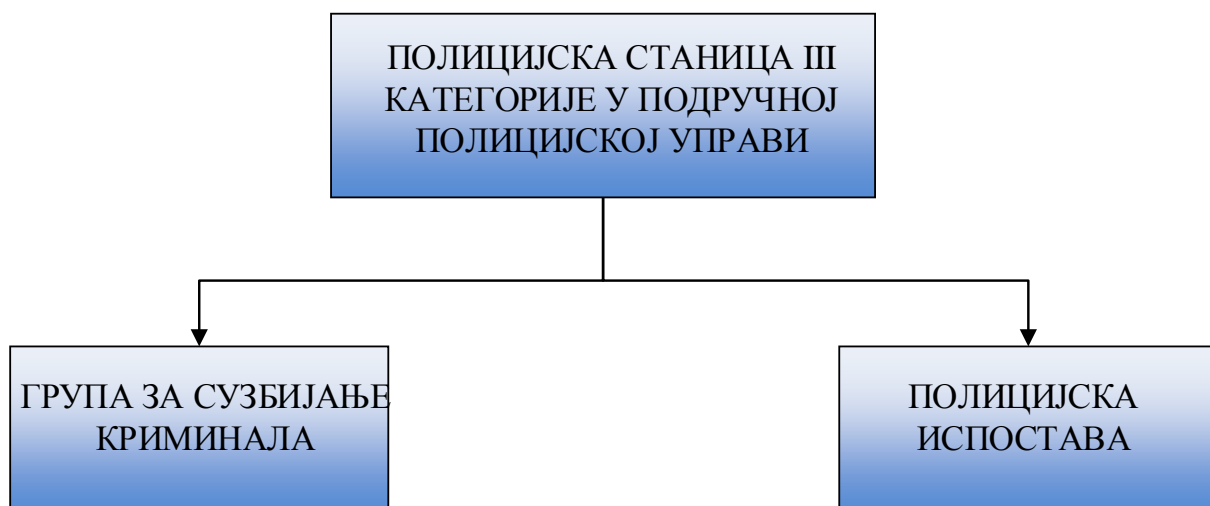 ПОЛИЦИЈСКА СТАНИЦА III
КАТЕГОРИЈЕ У ПОДРУЧНОЈ
ПОЛИЦИЈСКОЈ УПРАВИ
ГРУПА ЗА СУЗБИЈАЊЕ
КРИМИНАЛА
ПОЛИЦИЈСКА
ИСПОСТАВА